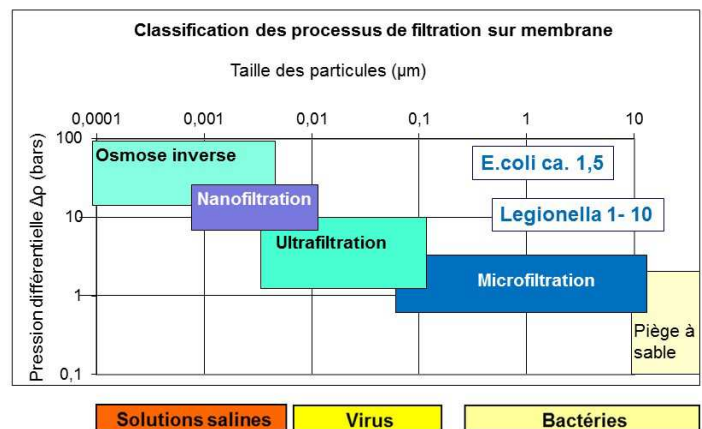 Classification des processus de filtration sur membrane
Taille des particules (µm)
0,0001 0,001 0,01 0,1 1 10
Pression différentielle Δp (bars)
100
10
1
0,1
Osmose inverse
Nanofiltration
Ultrafiltration
Microfiltration
E.coli ca. 1,5
Legionella 1- 10
Piège à
sable
Solutions salines
Virus
Bactéries